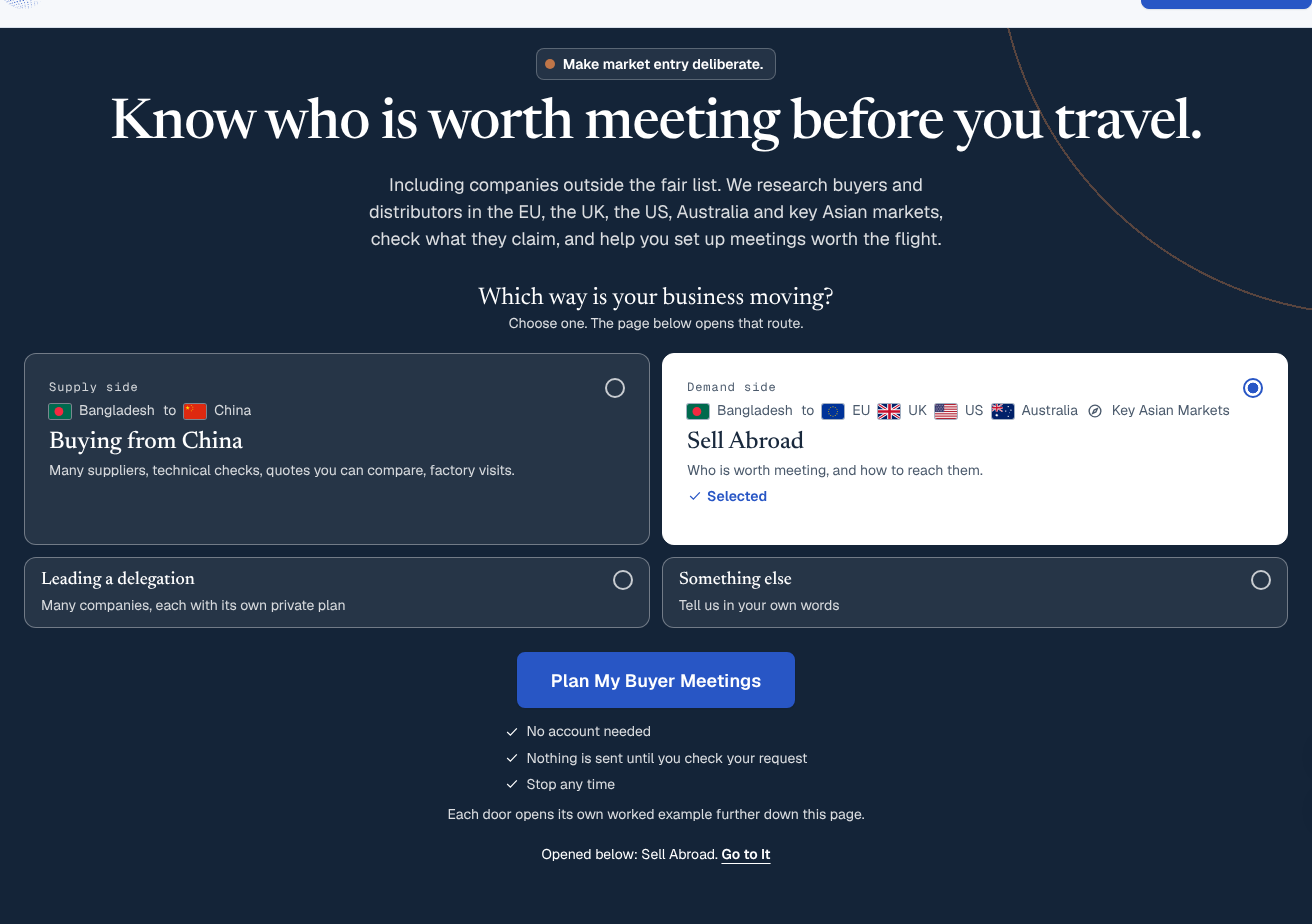 Make market entry deliberate.
Know who is worth meeting before you travel.
Including companies outside the fair list. We research buyers and
distributors in the EU, the UK, the US, Australia and key Asian markets,
check what they claim, and help you set up meetings worth the flight.
Which way is your business moving?
Choose one. The page below opens that route.
Supply side
Bangladesh to China
Buying from China
Many suppliers, technical checks, quotes you can compare, factory visits.
Demand side
Bangladesh to EU UK US Australia Key Asian Markets
Sell Abroad
Who is worth meeting, and how to reach them.
Selected
Leading a delegation
Many companies, each with its own private plan
Something else
Tell us in your own words
Plan My Buyer Meetings
No account needed
Nothing is sent until you check your request
Stop any time
Each door opens its own worked example further down this page.
Opened below: Sell Abroad. Go to It